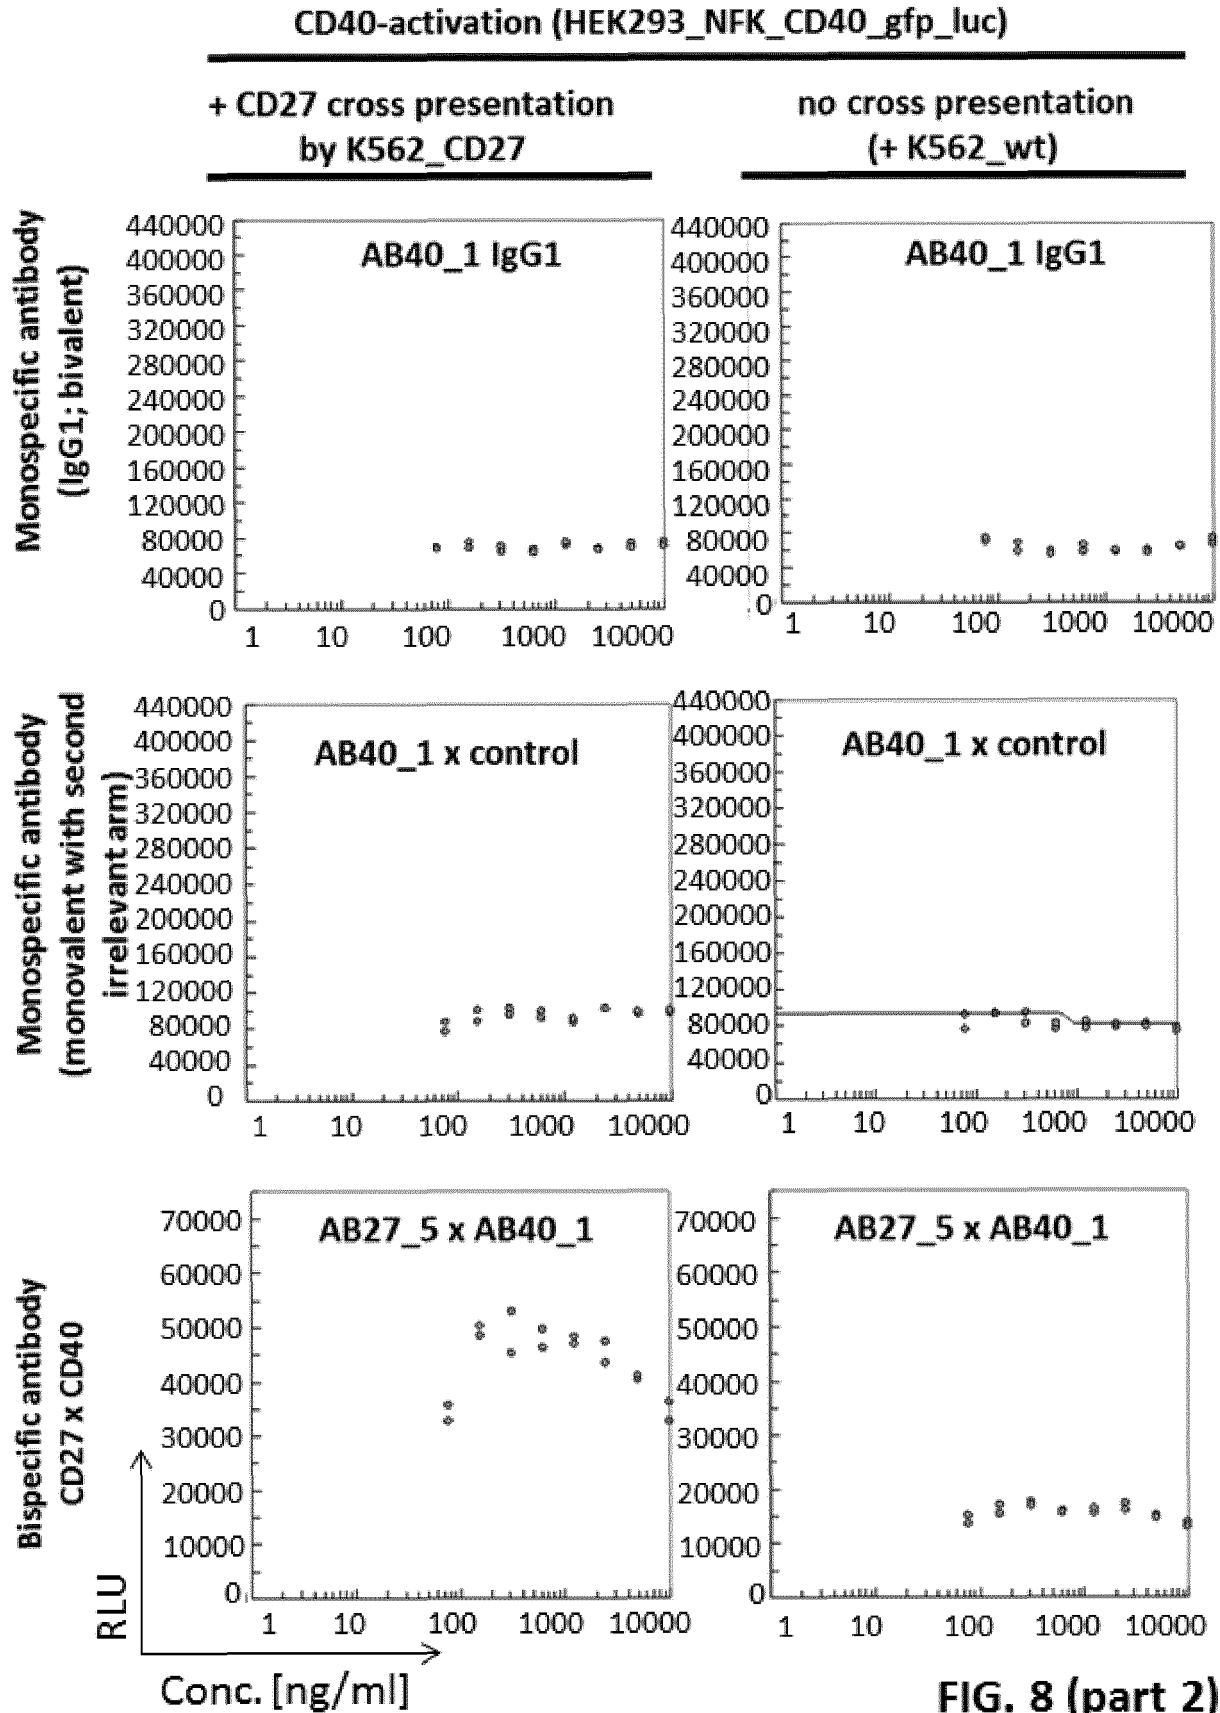 CD40-activation (HEK293_NFK_CD40_gfp_luc)
+ CD27 cross presentation
by K562_CD27
no cross presentation
(+ K562_wt)
Monospecific antibody
(IgG1; bivalent)
AB40_1 IgG1
440000
400000
360000
320000
280000
240000
200000
160000
120000
80000
40000
0
1 10 100 1000 10000
AB40_1 IgG1
440000
400000
360000
320000
280000
240000
200000
160000
120000
80000
40000
0
1 10 100 1000 10000
Monospecific antibody
(monovalent with second
irrelevant arm)
AB40_1 x control
440000
400000
360000
320000
280000
240000
200000
160000
120000
80000
40000
0
1 10 100 1000 10000
AB40_1 x control
440000
400000
360000
320000
280000
240000
200000
160000
120000
80000
40000
0
1 10 100 1000 10000
Bispecific antibody
CD27 x CD40
AB27_5 x AB40_1
70000
60000
50000
40000
30000
20000
10000
0
1 10 100 1000 10000
AB27_5 x AB40_1
70000
60000
50000
40000
30000
20000
10000
0
1 10 100 1000 10000
RLU
Conc. [ng/ml]
FIG. 8 (part 2)